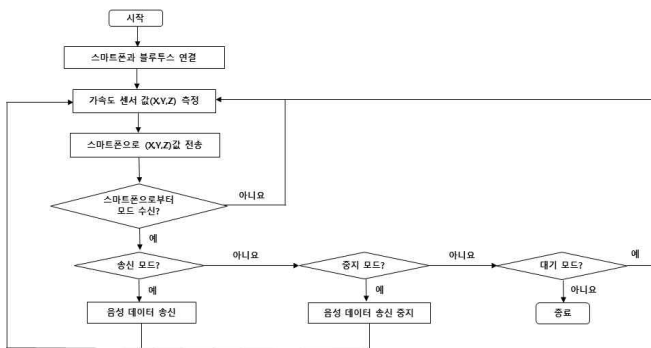 시작
스마트폰과 블루투스 연결
가속도 센서 값(X,Y,Z) 측정
스마트폰으로 (X,Y,Z)값 전송
스마트폰으로부터
모드 수신?
아니요
예
송신 모드?
아니요
중지 모드?
아니요
대기 모드?
예
예
예
아니요
음성 데이터 송신
음성 데이터 송신 중지
종료